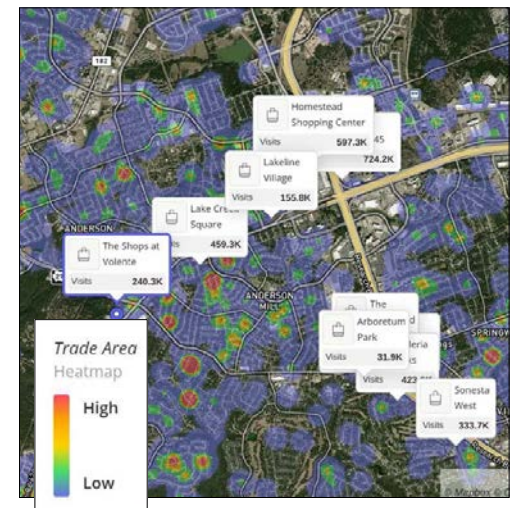 182
Homestead
Shopping Center
Visits 597.3K
45
724.2K
Lakeline
Village
Visits 155.8K
Lake Creek
Square
459.3K
ANDERSON
The Shops at
Volente
Visits 240.3K
ANDERSON
MILL
The
Arboretum
Park
Visits 31.9K
Visits
Sonesta
West
Visits 333.7K
Trade Area
Heatmap
High
Low
© Mapbox ©